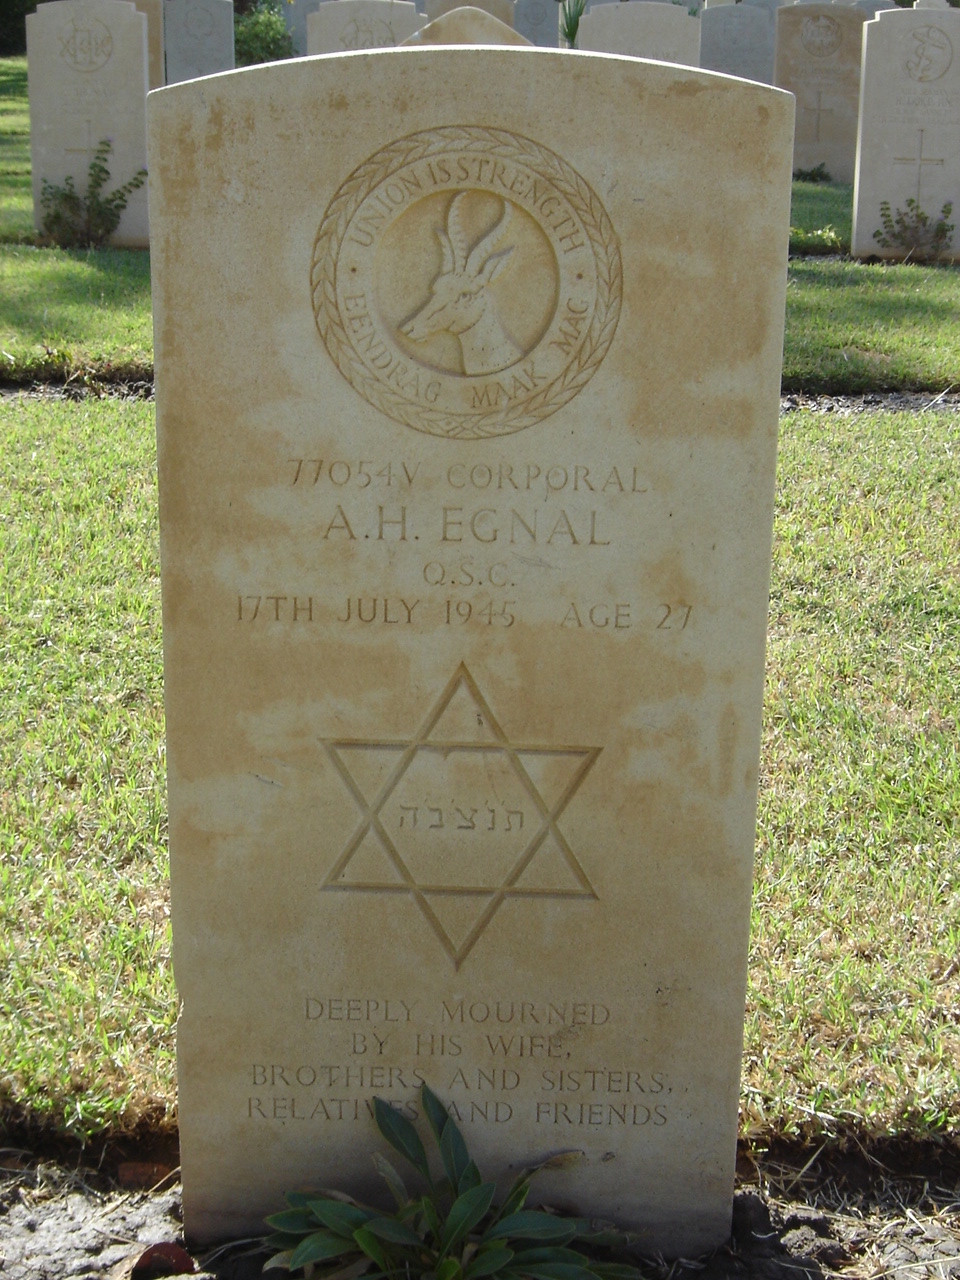 UNION IS STRENGTH
EENDRAG MAAK MAG
77054V CORPORAL
A.H. EGNAL
Q.S.C.
17TH JULY 1945 AGE 27
ת'נ'צ'ב'ה
DEEPLY MOURNED
BY HIS WIFE,
BROTHERS AND SISTERS,
RELATIVES AND FRIENDS